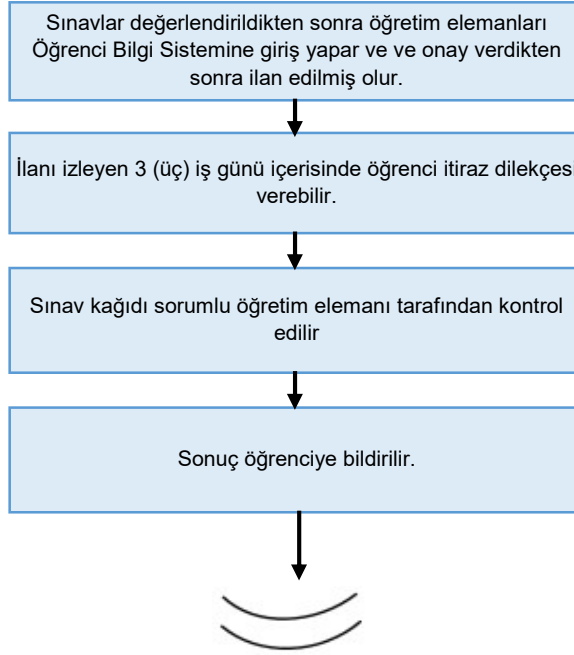 Sınavlar değerlendirildikten sonra öğretim elemanları
Öğrenci Bilgi Sistemine giriş yapar ve ve onay verdikten
sonra ilan edilmiş olur.
İlanı izleyen 3 (üç) iş günü içerisinde öğrenci itiraz dilekçesi
verebilir.
Sınav kağıdı sorumlu öğretim elemanı tarafından kontrol
edilir
Sonuç öğrenciye bildirilir.